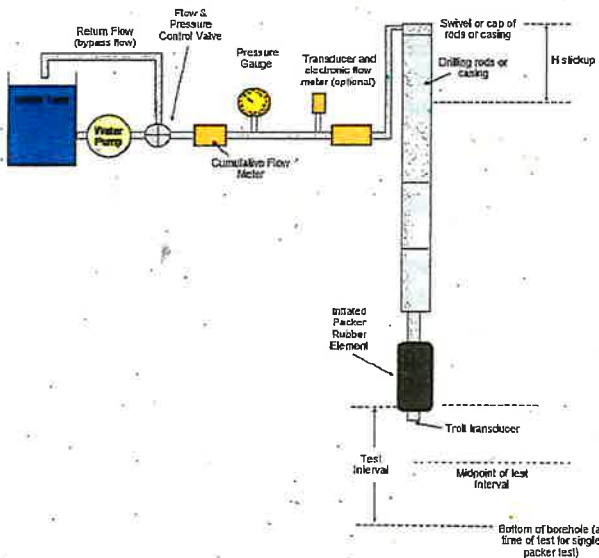 Flow &
Pressure
Control Valve
Return Flow
(bypass flow)
Pressure
Gauge
Transducer and
electronic flow
meter (optional)
Swivel or cap of
rods or casing
Drilling rods or
casing
H stickup
Water Tank
Water
Pump
Cumulative Flow
Meter
Inflated
Packer
Rubber
Element
Troll transducer
Test
Interval
Midpoint of test
Interval
Bottom of borehole (a
time of test for single
packer test)